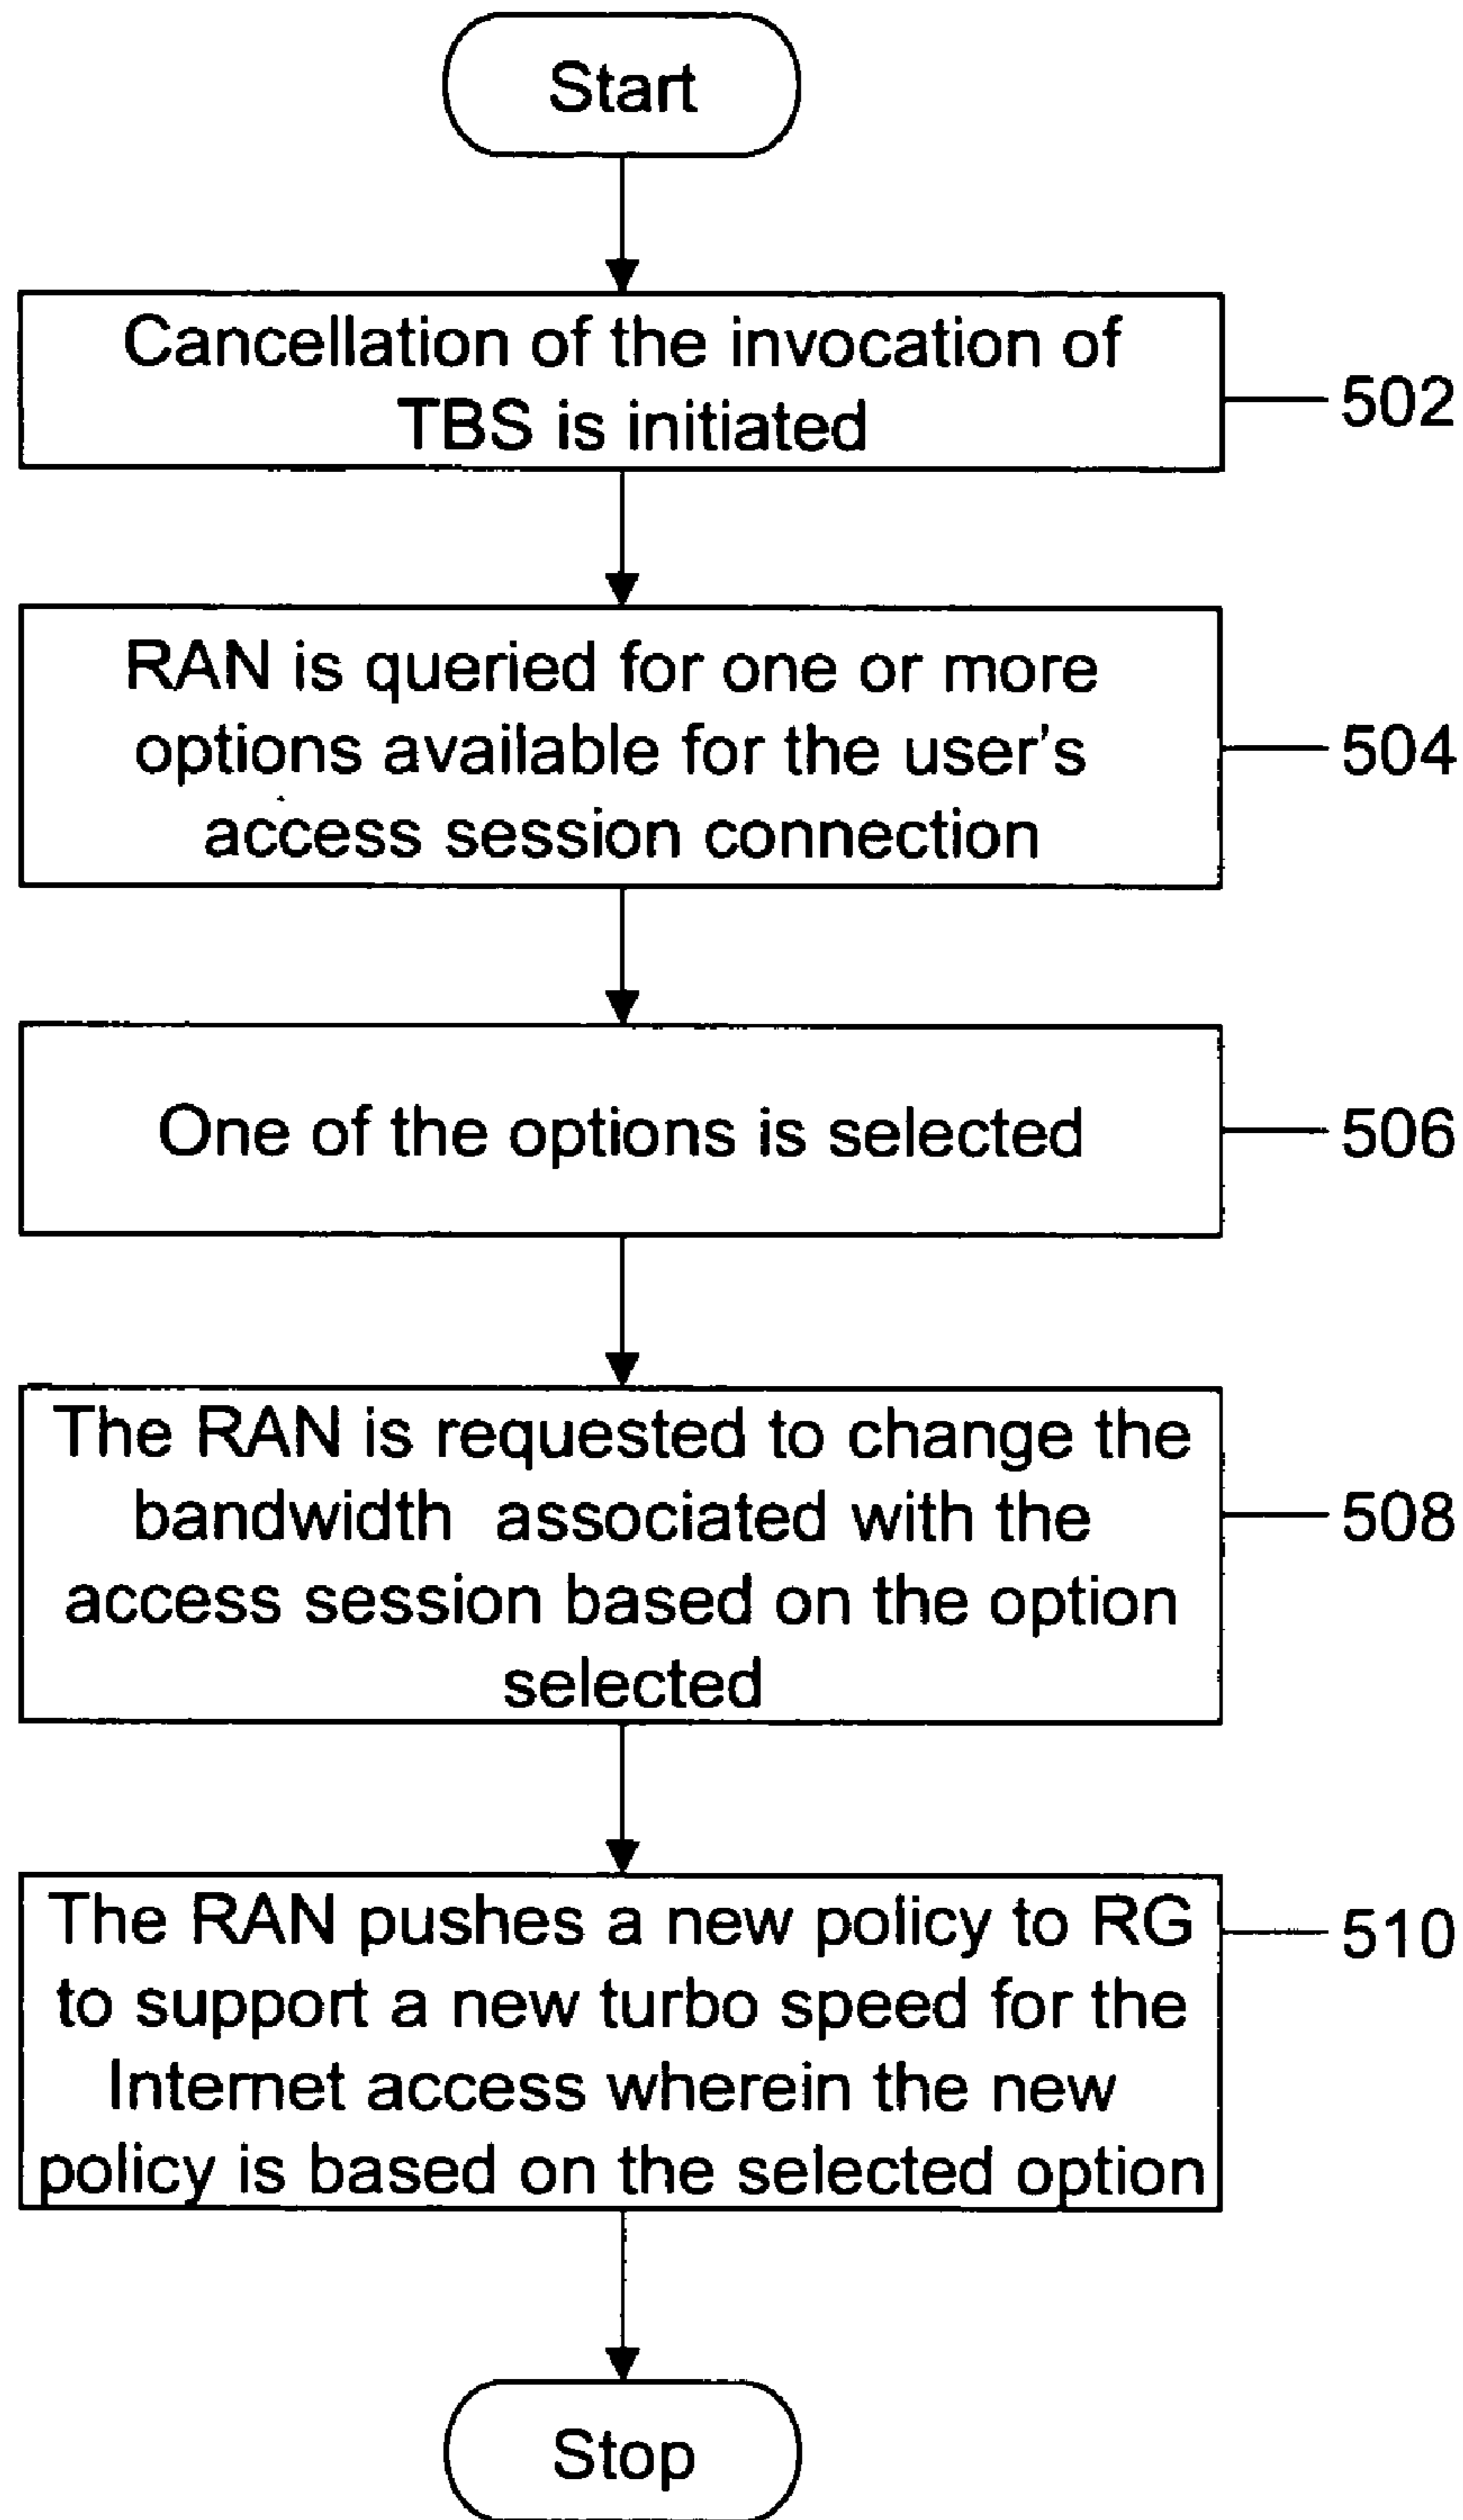 Start
Cancellation of the invocation of
TBS is initiated
502
RAN is queried for one or more
options available for the user's
access session connection
504
One of the options is selected
506
The RAN is requested to change the
bandwidth associated with the
access session based on the option
selected
508
The RAN pushes a new policy to RG
to support a new turbo speed for the
Internet access wherein the new
policy is based on the selected option
510
Stop